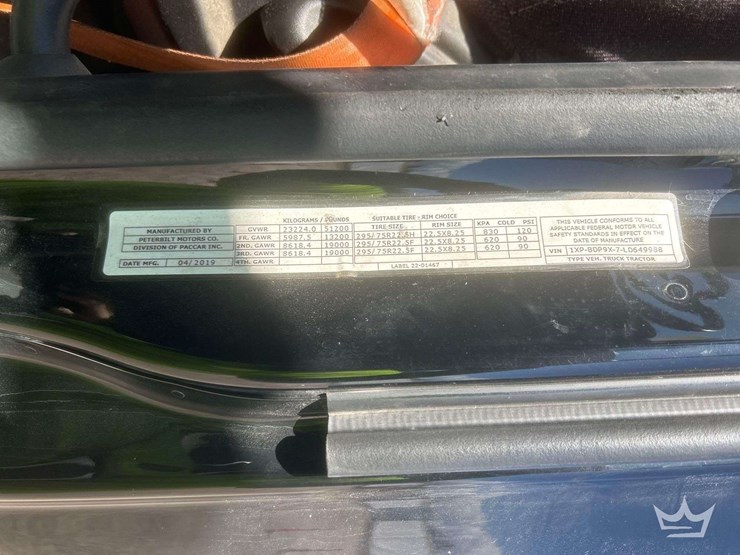 KILOGRAMS / POUNDS SUITABLE TIRE - RIM CHOICE
MANUFACTURED BY
PETERBILT MOTORS CO.
DIVISION OF PACCAR INC.
DATE MFG. 04/2019
TIRE-SIZE RIM SIZE KPA COLD PSI
GVWR 23224.0 51200
FR. GAWR 5987.5 13200 295/75R22.5H 22.5X8.25 830 120
2ND. GAWR 8618.4 19000 295/75R22.5F 22.5X8.25 620 90
3RD. GAWR 8618.4 19000 295/75R22.5F 22.5X8.25 620 90
4TH. GAWR
LABEL 22-01467
THIS VEHICLE CONFORMS TO ALL
APPLICABLE FEDERAL MOTOR VEHICLE
SAFETY STANDARDS IN EFFECT ON THE
DATE OF MANUFACTURE
VIN 1XP-BDP9X-7-LD649988
TYPE VEH. TRUCK TRACTOR